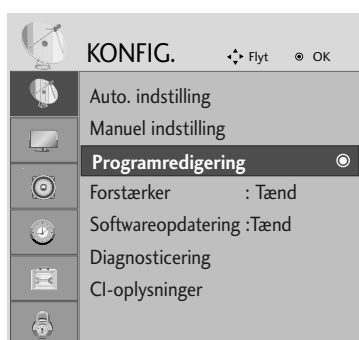 KONFIG. Flyt OK
Auto. indstilling
Manuel indstilling
Programredigering
Forstærker : Tænd
Softwareopdatering :Tænd
Diagnosticering
CI-oplysninger